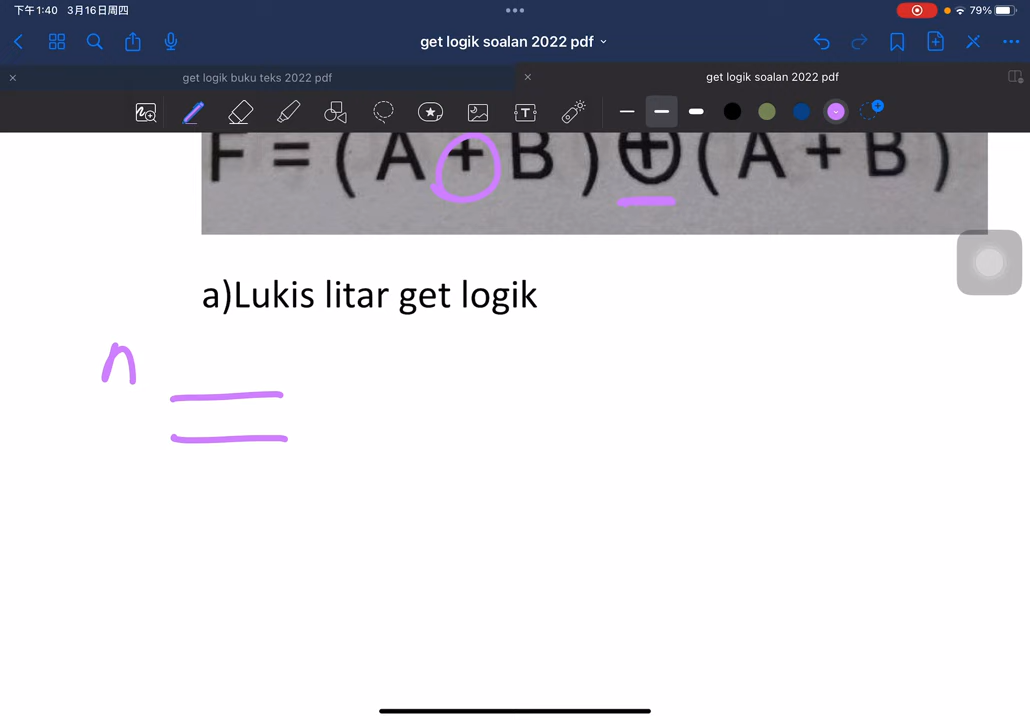 下午1:40 3月16日周四
79%
get logik soalan 2022 pdf
get logik buku teks 2022 pdf
get logik soalan 2022 pdf
F = ( A + B ) ⊕ ( A + B )
a)Lukis litar get logik
n